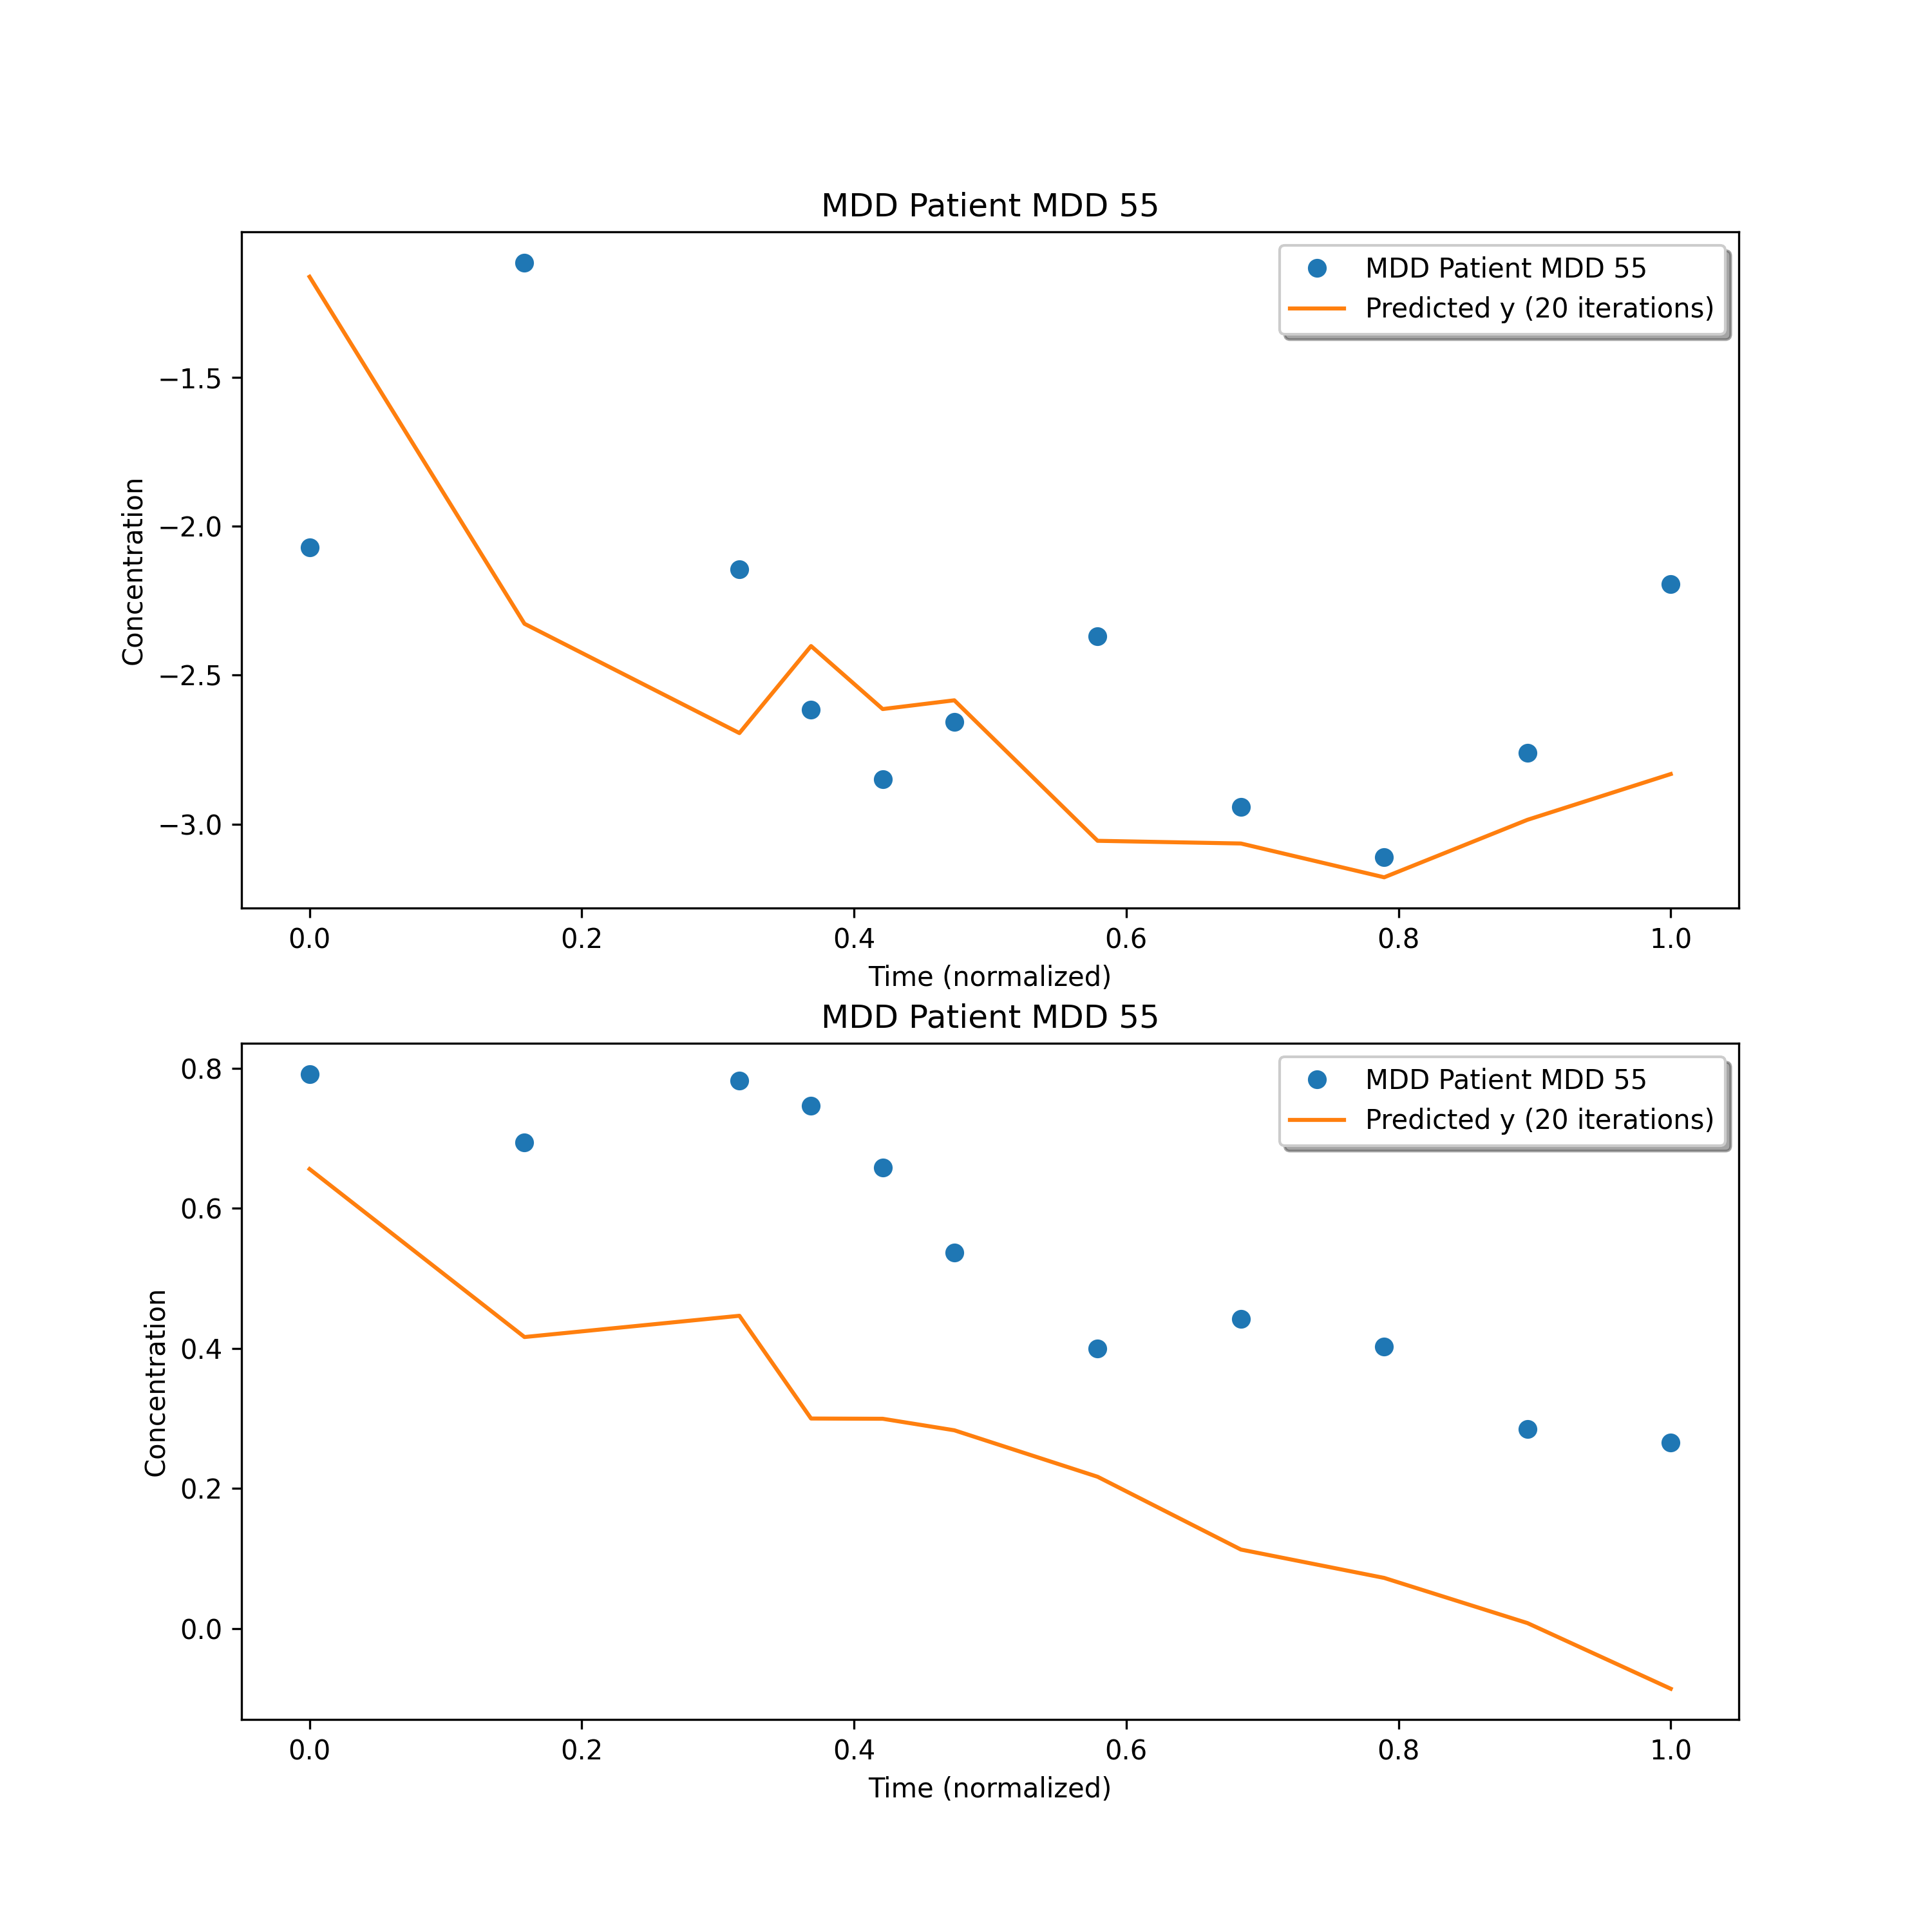 MDD Patient MDD 55
MDD Patient MDD 55
Predicted y (20 iterations)
Concentration
−1.5
−2.0
−2.5
−3.0
0.0 0.2 0.4 0.6 0.8 1.0
Time (normalized)
MDD Patient MDD 55
MDD Patient MDD 55
Predicted y (20 iterations)
Concentration
0.8
0.6
0.4
0.2
0.0
0.0 0.2 0.4 0.6 0.8 1.0
Time (normalized)